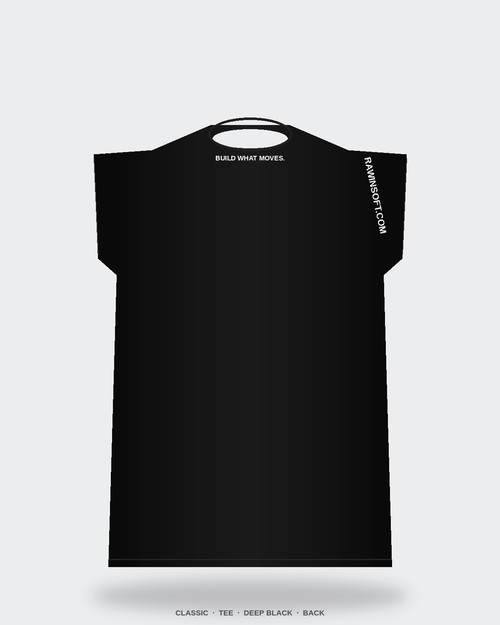 BUILD WHAT MOVES.
RAWINSOFT.COM
CLASSIC · TEE · DEEP BLACK · BACK